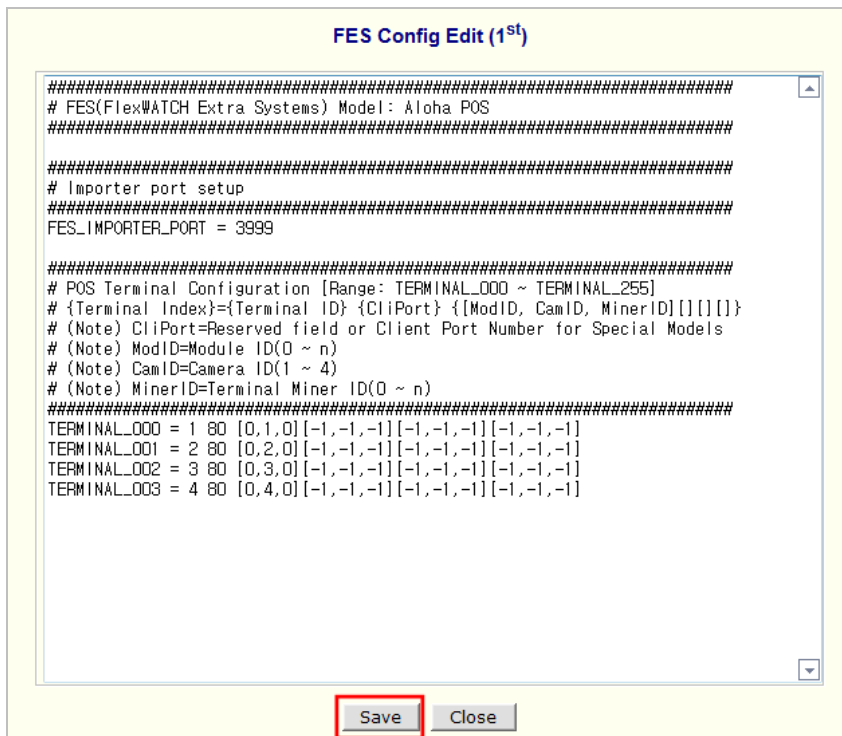 FES Config Edit (1st)
######################################################################
# FES(FlexWATCH Extra Systems) Model: Aloha POS
######################################################################
######################################################################
# Importer port setup
######################################################################
FES_IMPORTER_PORT = 3999
######################################################################
# POS Terminal Configuration [Range: TERMINAL_000 ~ TERMINAL_255]
# {Terminal Index}={Terminal ID} {CliPort} {[ModID, CamID, MinerID][][][]}
# (Note) CliPort=Reserved field or Client Port Number for Special Models
# (Note) ModID=Module ID(0 ~ n)
# (Note) CamID=Camera ID(1 ~ 4)
# (Note) MinerID=Terminal Miner ID(0 ~ n)
######################################################################
TERMINAL_000 = 1 80 [0,1,0][-1,-1,-1][-1,-1,-1][-1,-1,-1]
TERMINAL_001 = 2 80 [0,2,0][-1,-1,-1][-1,-1,-1][-1,-1,-1]
TERMINAL_002 = 3 80 [0,3,0][-1,-1,-1][-1,-1,-1][-1,-1,-1]
TERMINAL_003 = 4 80 [0,4,0][-1,-1,-1][-1,-1,-1][-1,-1,-1]
Save Close